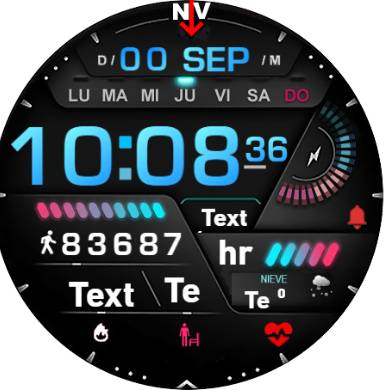 NV
D/ 00 SEP /M
LU MA MI JU VI SA DO
10:08 36
Text
83687
hr
NIEVE
Text Te Te º